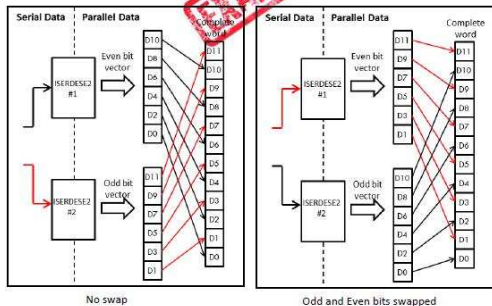 Serial Data
Parallel Data
Complete
word
Even bit
vector
ISERDESE2
#1
D10
D8
D6
D4
D2
D0
Odd bit
vector
ISERDESE2
#2
D11
D9
D7
D5
D3
D1
D11
D10
D9
D8
D7
D6
D5
D4
D3
D2
D1
D0
No swap
Serial Data
Parallel Data
Complete
word
Even bit
vector
ISERDESE2
#1
D11
D9
D7
D5
D3
D1
Odd bit
vector
ISERDESE2
#2
D10
D8
D6
D4
D2
D0
D11
D10
D9
D8
D7
D6
D5
D4
D3
D2
D1
D0
Odd and Even bits swapped